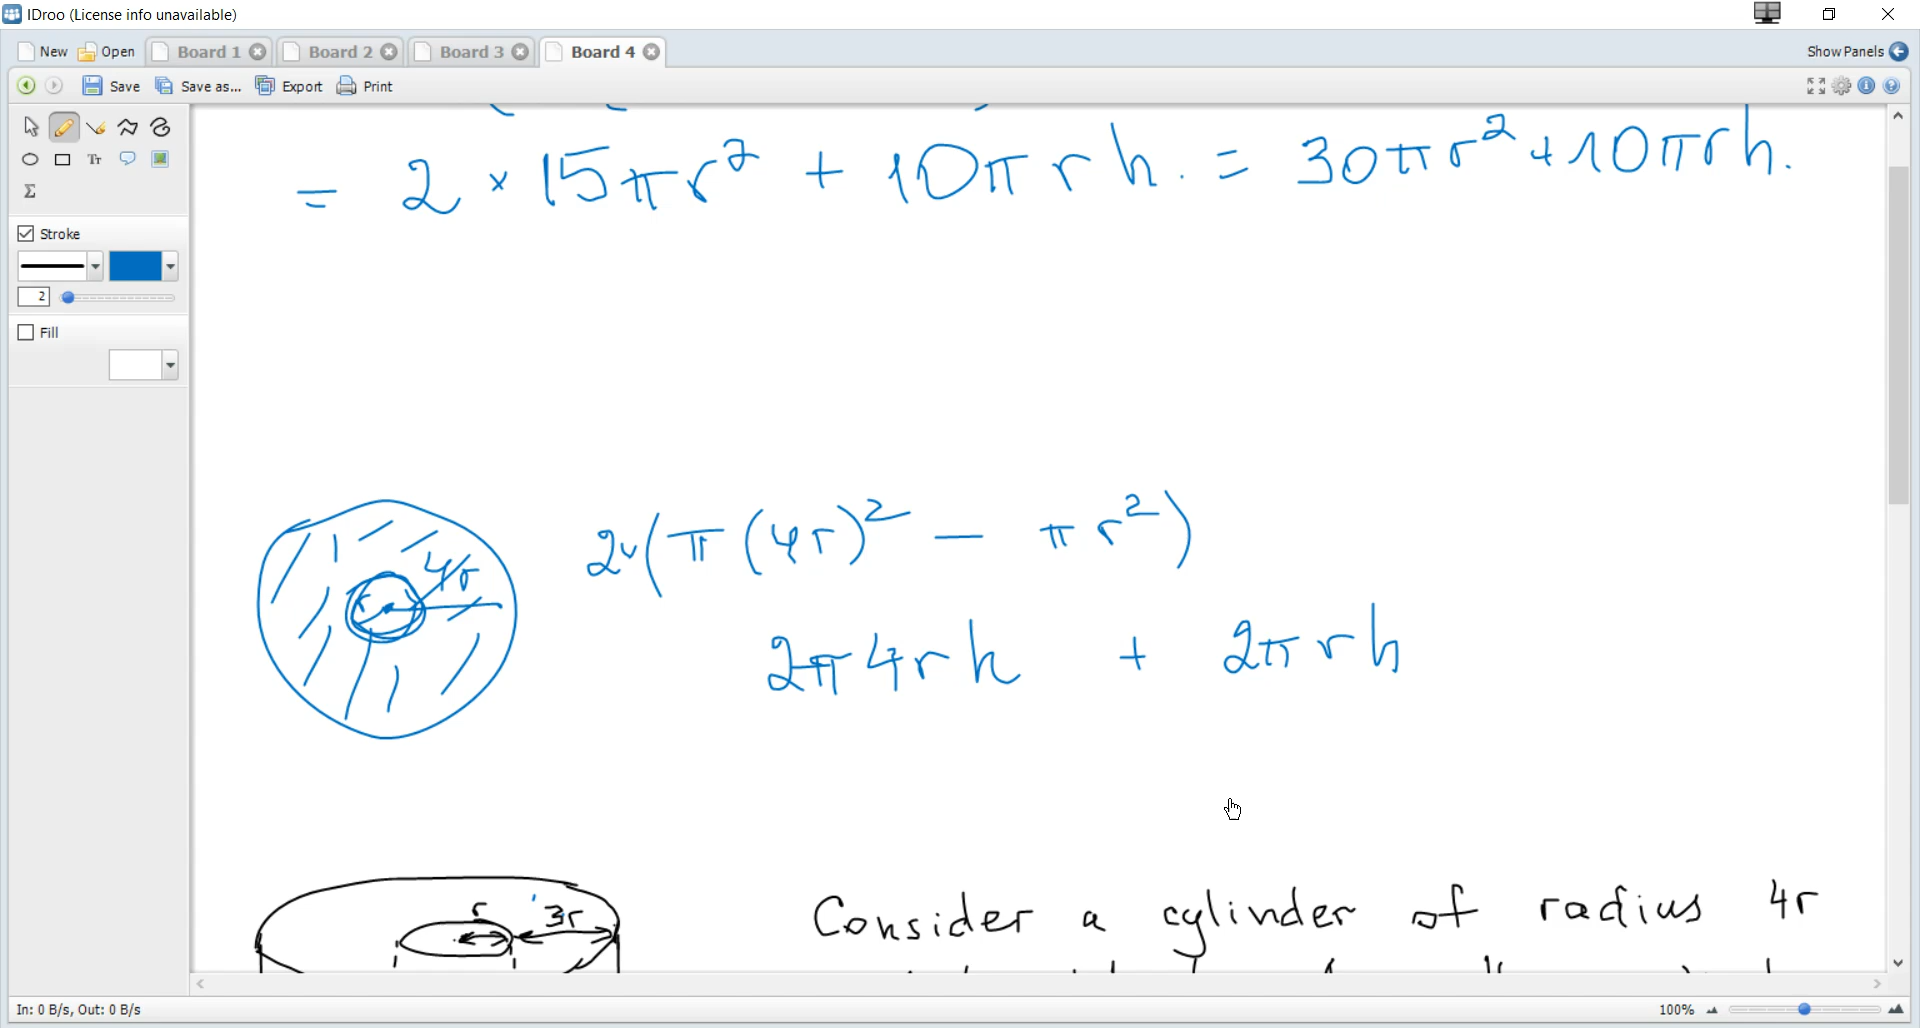 IDroo (License info unavailable)
New Open Board 1 Board 2 Board 3 Board 4 Show Panels
Save Save as... Export Print
= 2 × 15πr² + 10πrh. = 30πr² + 10πrh.
Tr
Σ
Stroke
2
Fill
2×(π(4r)² − πr²)
4r
r
2π4rh + 2πrh
r 3r
Consider a cylinder of radius 4r
In: 0 B/s, Out: 0 B/s 100%